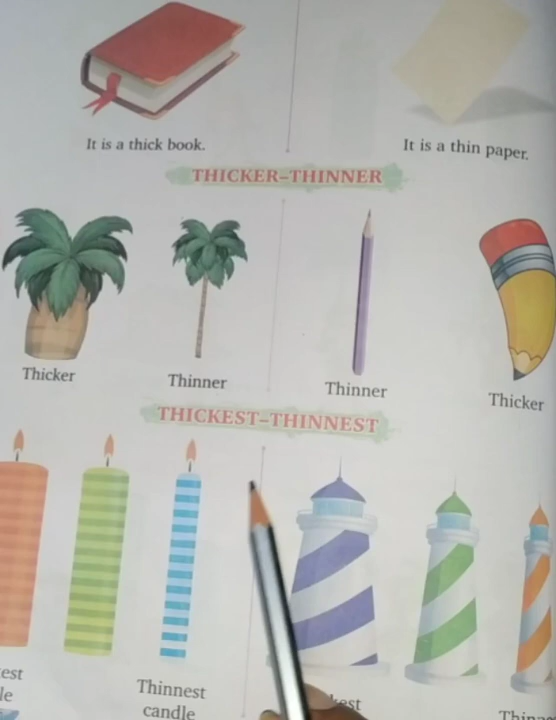 It is a thick book.
It is a thin paper.
THICKER–THINNER
Thicker
Thinner
Thinner
Thicker
THICKEST–THINNEST
Thinnest
candle